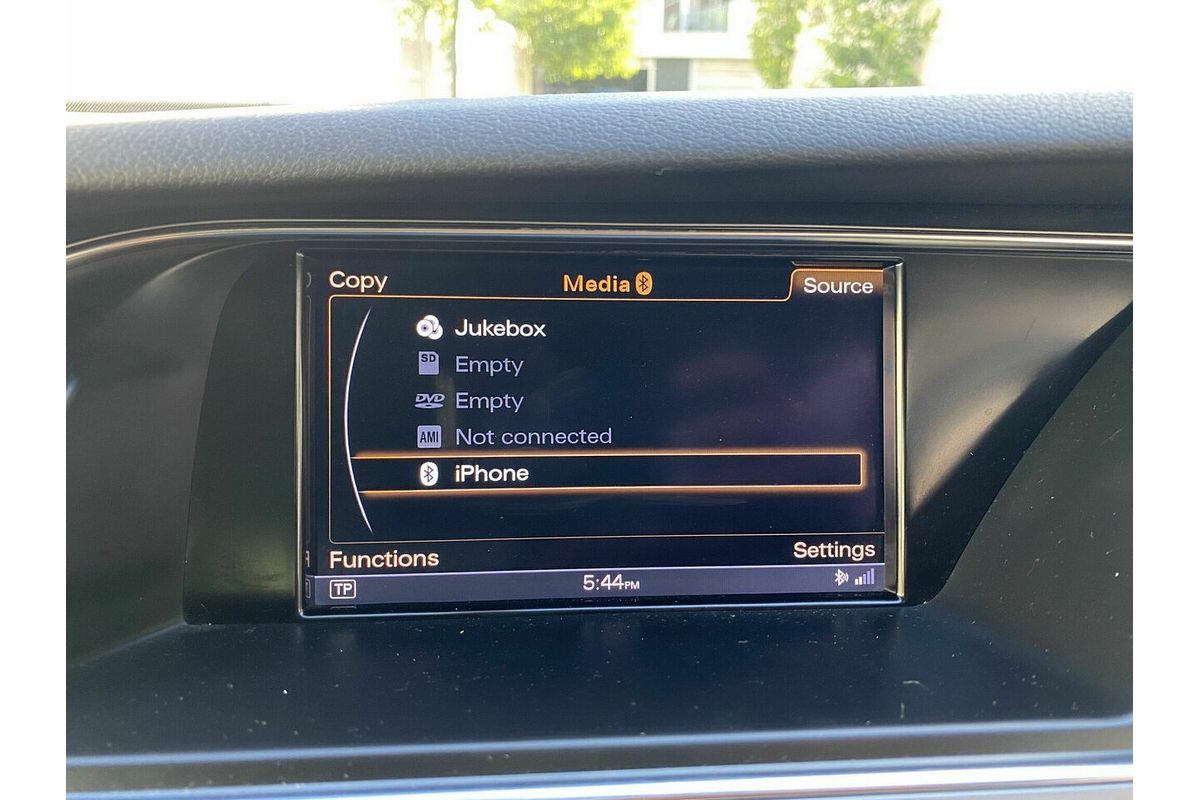 Copy Media Source
Jukebox
SD Empty
DVD Empty
AMI Not connected
iPhone
Functions Settings
TP 5:44PM